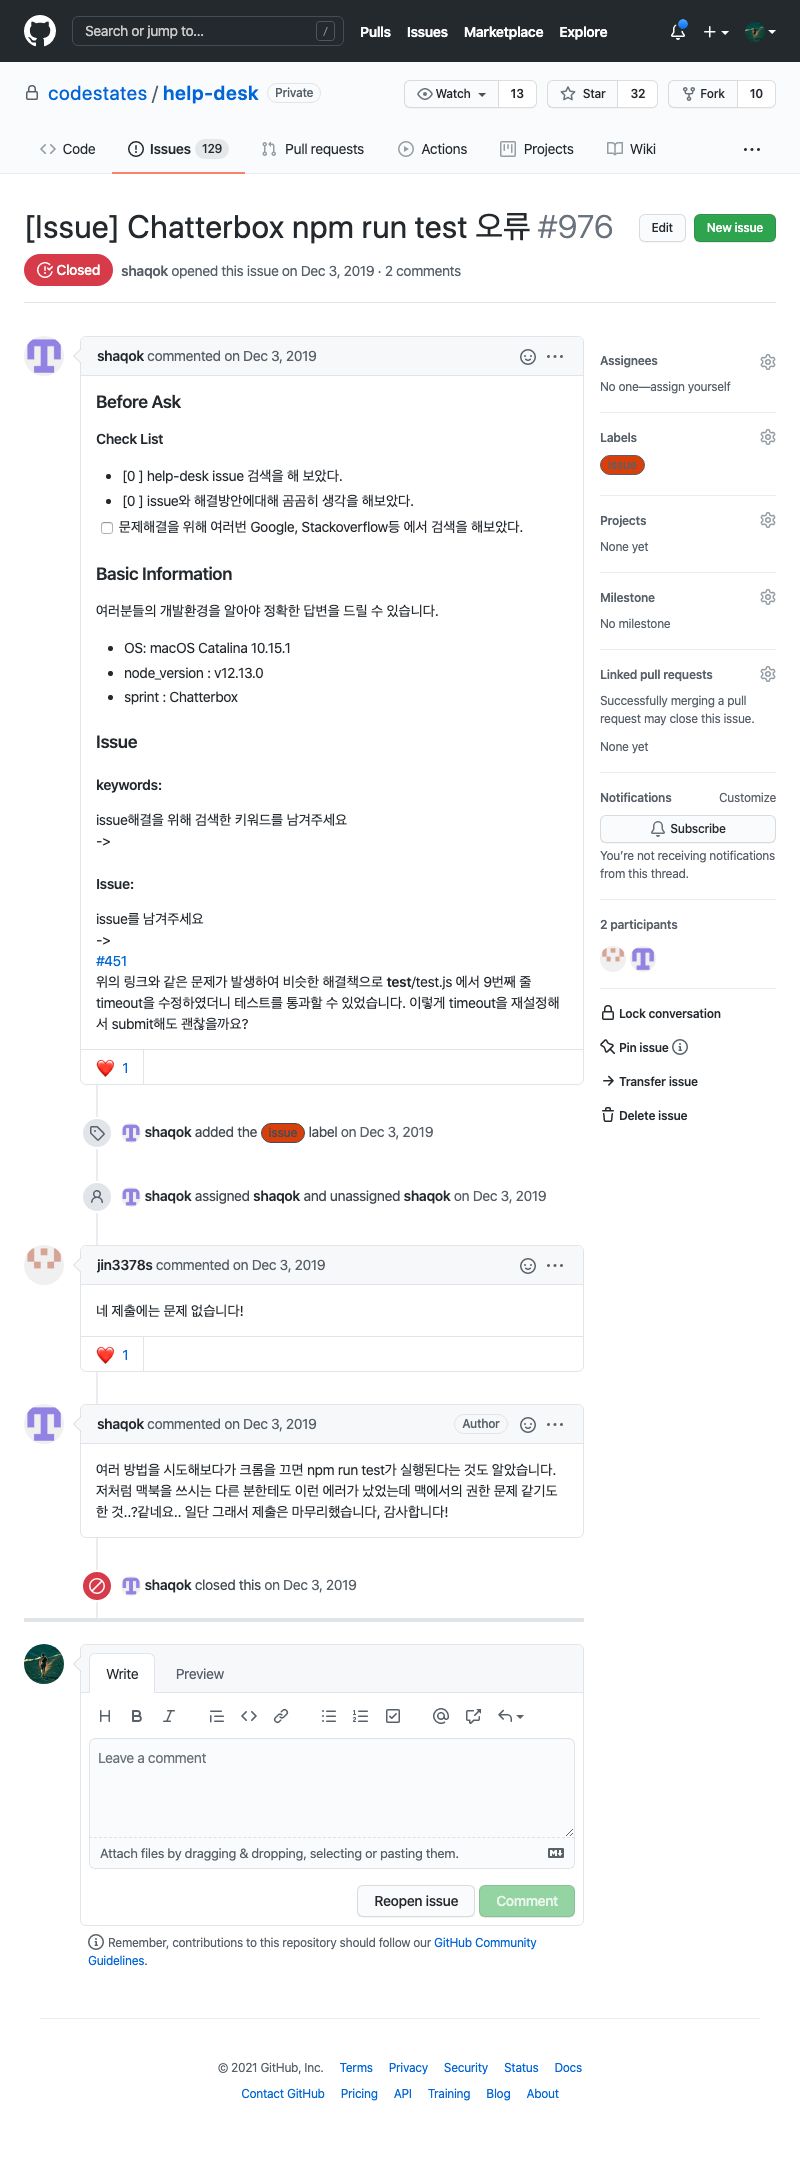 Search or jump to... /
Pulls Issues Marketplace Explore
codestates / help-desk Private
Watch 13 Star 32 Fork 10
Code Issues 129 Pull requests Actions Projects Wiki
[Issue] Chatterbox npm run test 오류 #976
Edit New issue
Closed shaqok opened this issue on Dec 3, 2019 · 2 comments
shaqok commented on Dec 3, 2019
Before Ask
Check List
[0 ] help-desk issue 검색을 해 보았다.
[0 ] issue와 해결방안에대해 곰곰히 생각을 해보았다.
문제해결을 위해 여러번 Google, Stackoverflow등 에서 검색을 해보았다.
Basic Information
여러분들의 개발환경을 알아야 정확한 답변을 드릴 수 있습니다.
OS: macOS Catalina 10.15.1
node_version : v12.13.0
sprint : Chatterbox
Issue
keywords:
issue해결을 위해 검색한 키워드를 남겨주세요
->
Issue:
issue를 남겨주세요
->
#451
위의 링크와 같은 문제가 발생하여 비슷한 해결책으로 test/test.js 에서 9번째 줄
timeout을 수정하였더니 테스트를 통과할 수 있었습니다. 이렇게 timeout을 재설정해
서 submit해도 괜찮을까요?
1
shaqok added the issue label on Dec 3, 2019
shaqok assigned shaqok and unassigned shaqok on Dec 3, 2019
jin3378s commented on Dec 3, 2019
네 제출에는 문제 없습니다!
1
shaqok commented on Dec 3, 2019 Author
여러 방법을 시도해보다가 크롬을 끄면 npm run test가 실행된다는 것도 알았습니다.
저처럼 맥북을 쓰시는 다른 분한테도 이런 에러가 났었는데 맥에서의 권한 문제 같기도
한 것..?같네요.. 일단 그래서 제출은 마무리했습니다, 감사합니다!
shaqok closed this on Dec 3, 2019
Write Preview
Leave a comment
Attach files by dragging & dropping, selecting or pasting them.
Reopen issue Comment
Remember, contributions to this repository should follow our GitHub Community
Guidelines.
Assignees
No one—assign yourself
Labels
issue
Projects
None yet
Milestone
No milestone
Linked pull requests
Successfully merging a pull
request may close this issue.
None yet
Notifications Customize
Subscribe
You're not receiving notifications
from this thread.
2 participants
Lock conversation
Pin issue
Transfer issue
Delete issue
© 2021 GitHub, Inc. Terms Privacy Security Status Docs
Contact GitHub Pricing API Training Blog About